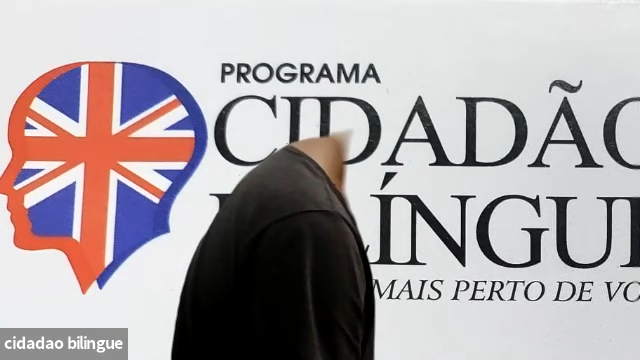 PROGRAMA
CIDADÃO
LÍNGUE
MAIS PERTO DE VO
cidadao bilingue